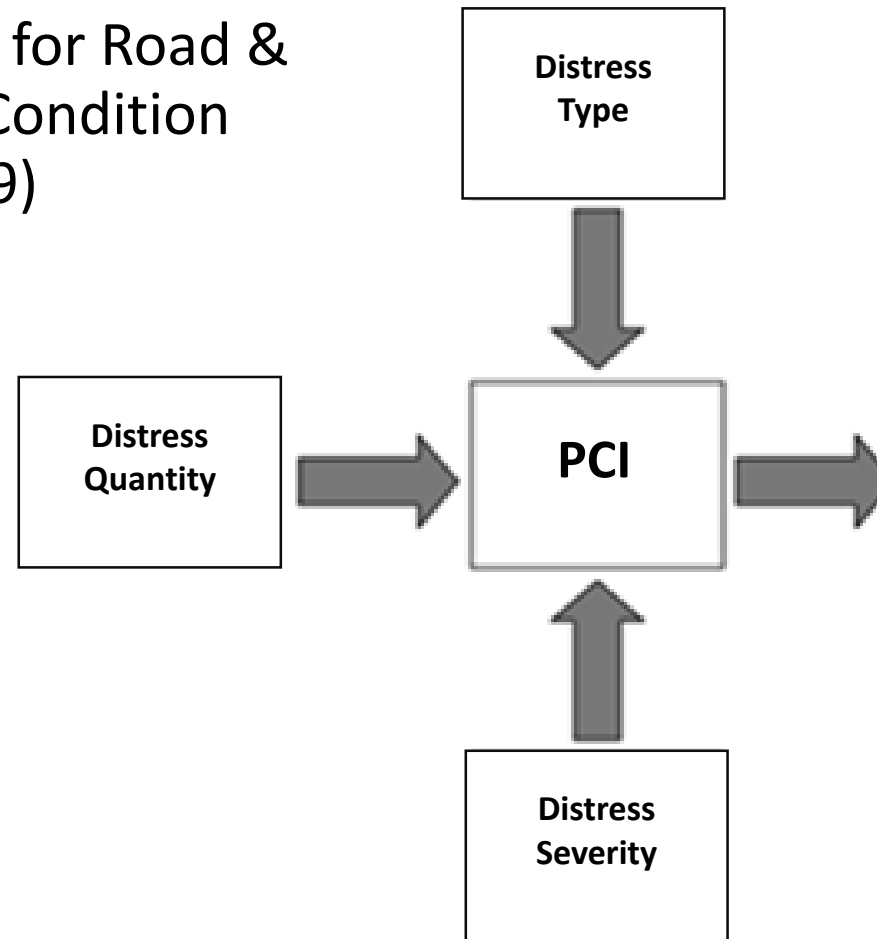 for Road &
Condition
9)
Distress
Type
Distress
Quantity
PCI
Distress
Severity